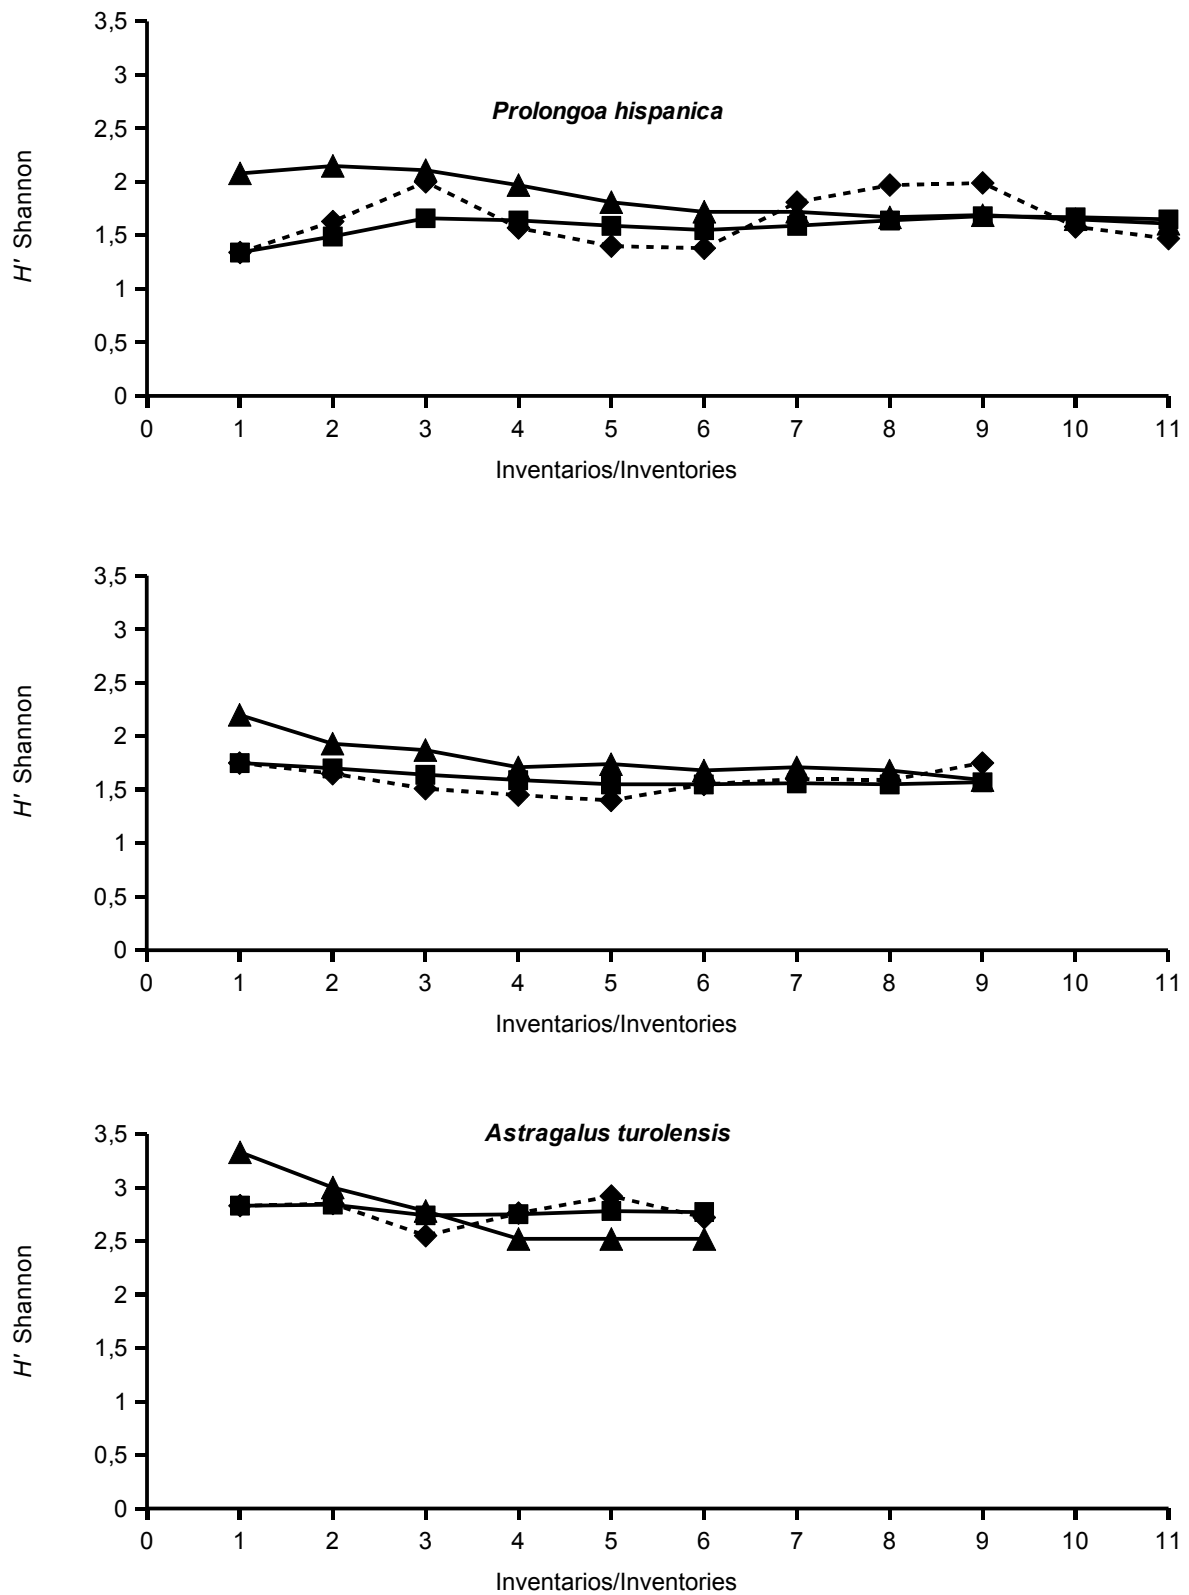 3,5
3
Prolongoa hispanica
2,5
2
H' Shannon
1,5
1
0,5
0
0 1 2 3 4 5 6 7 8 9 10 11
Inventarios/Inventories
3,5
3
2,5
2
H' Shannon
1,5
1
0,5
0
0 1 2 3 4 5 6 7 8 9 10 11
Inventarios/Inventories
Astragalus turolensis
3,5
3
2,5
2
H' Shannon
1,5
1
0,5
0
0 1 2 3 4 5 6 7 8 9 10 11
Inventarios/Inventories